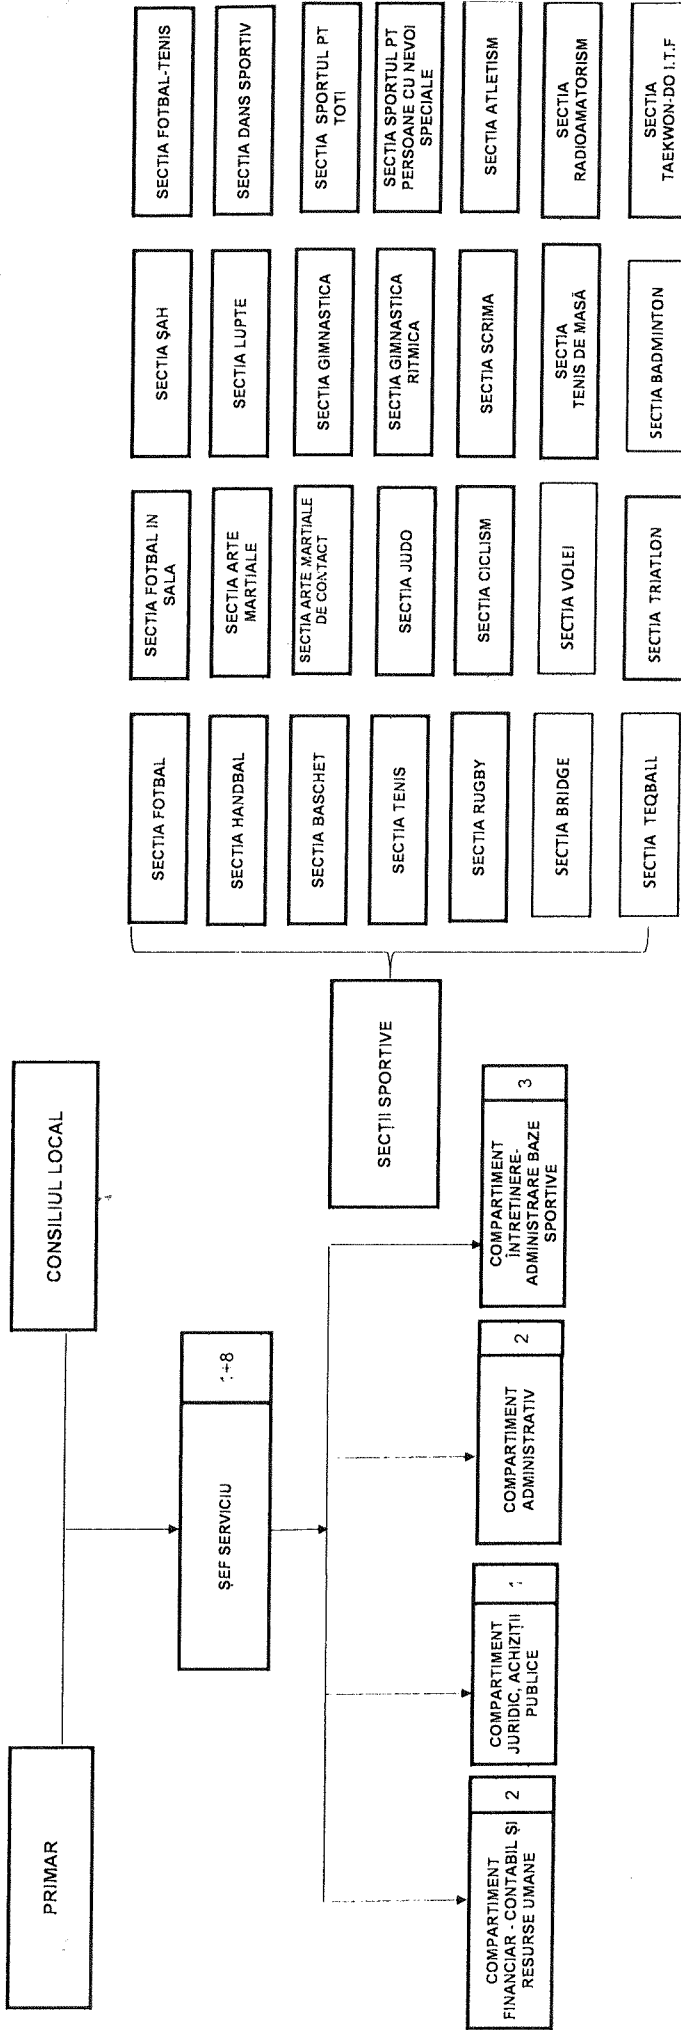 PRIMAR
CONSILIUL LOCAL
ȘEF SERVICIU
1+8
COMPARTIMENT
FINANCIAR - CONTABIL ȘI
RESURSE UMANE
2
COMPARTIMENT
JURIDIC, ACHIZIȚII
PUBLICE
1
COMPARTIMENT
ADMINISTRATIV
2
COMPARTIMENT
ÎNTRETINERE-
ADMINISTRARE BAZE
SPORTIVE
3
SECȚII SPORTIVE
SECTIA FOTBAL
SECTIA FOTBAL IN
SALA
SECTIA ŞAH
SECTIA FOTBAL-TENIS
SECTIA HANDBAL
SECTIA ARTE
MARTIALE
SECTIA LUPTE
SECTIA DANS SPORTIV
SECTIA BASCHET
SECTIA ARTE MARTIALE
DE CONTACT
SECTIA GIMNASTICA
SECTIA SPORTUL PT
TOTI
SECTIA TENIS
SECTIA JUDO
SECTIA GIMNASTICA
RITMICA
SECTIA SPORTUL PT
PERSOANE CU NEVOI
SPECIALE
SECTIA RUGBY
SECTIA CICLISM
SECTIA SCRIMA
SECTIA ATLETISM
SECTIA BRIDGE
SECTIA VOLEI
SECTIA
TENIS DE MASĂ
SECTIA
RADIOAMATORISM
SECTIA TEQBALL
SECTIA TRIATLON
SECTIA BADMINTON
SECTIA
TAEKWON-DO I.T.F